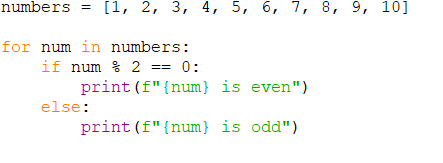 numbers = [1, 2, 3, 4, 5, 6, 7, 8, 9, 10]

for num in numbers:
    if num % 2 == 0:
        print(f"{num} is even")
    else:
        print(f"{num} is odd")